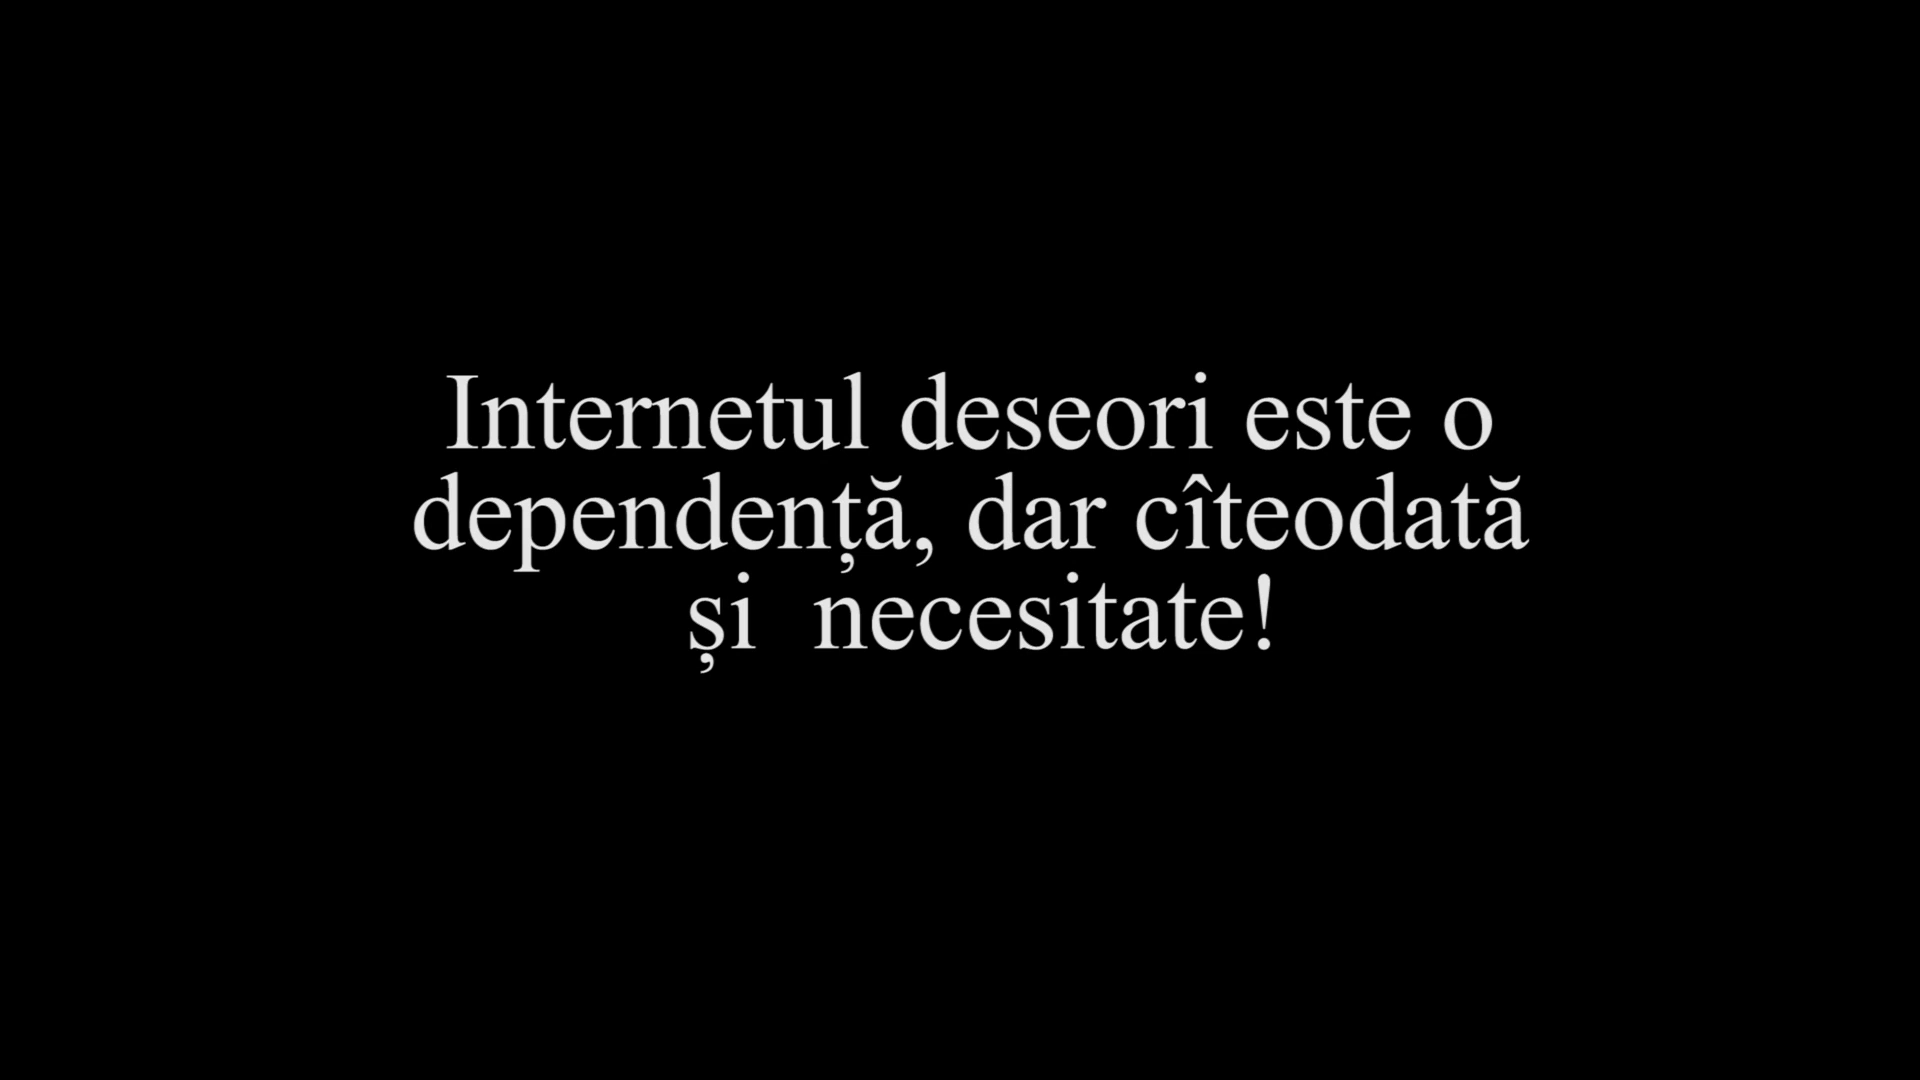 Internetul deseori este o
dependență, dar cîteodată
și  necesitate!